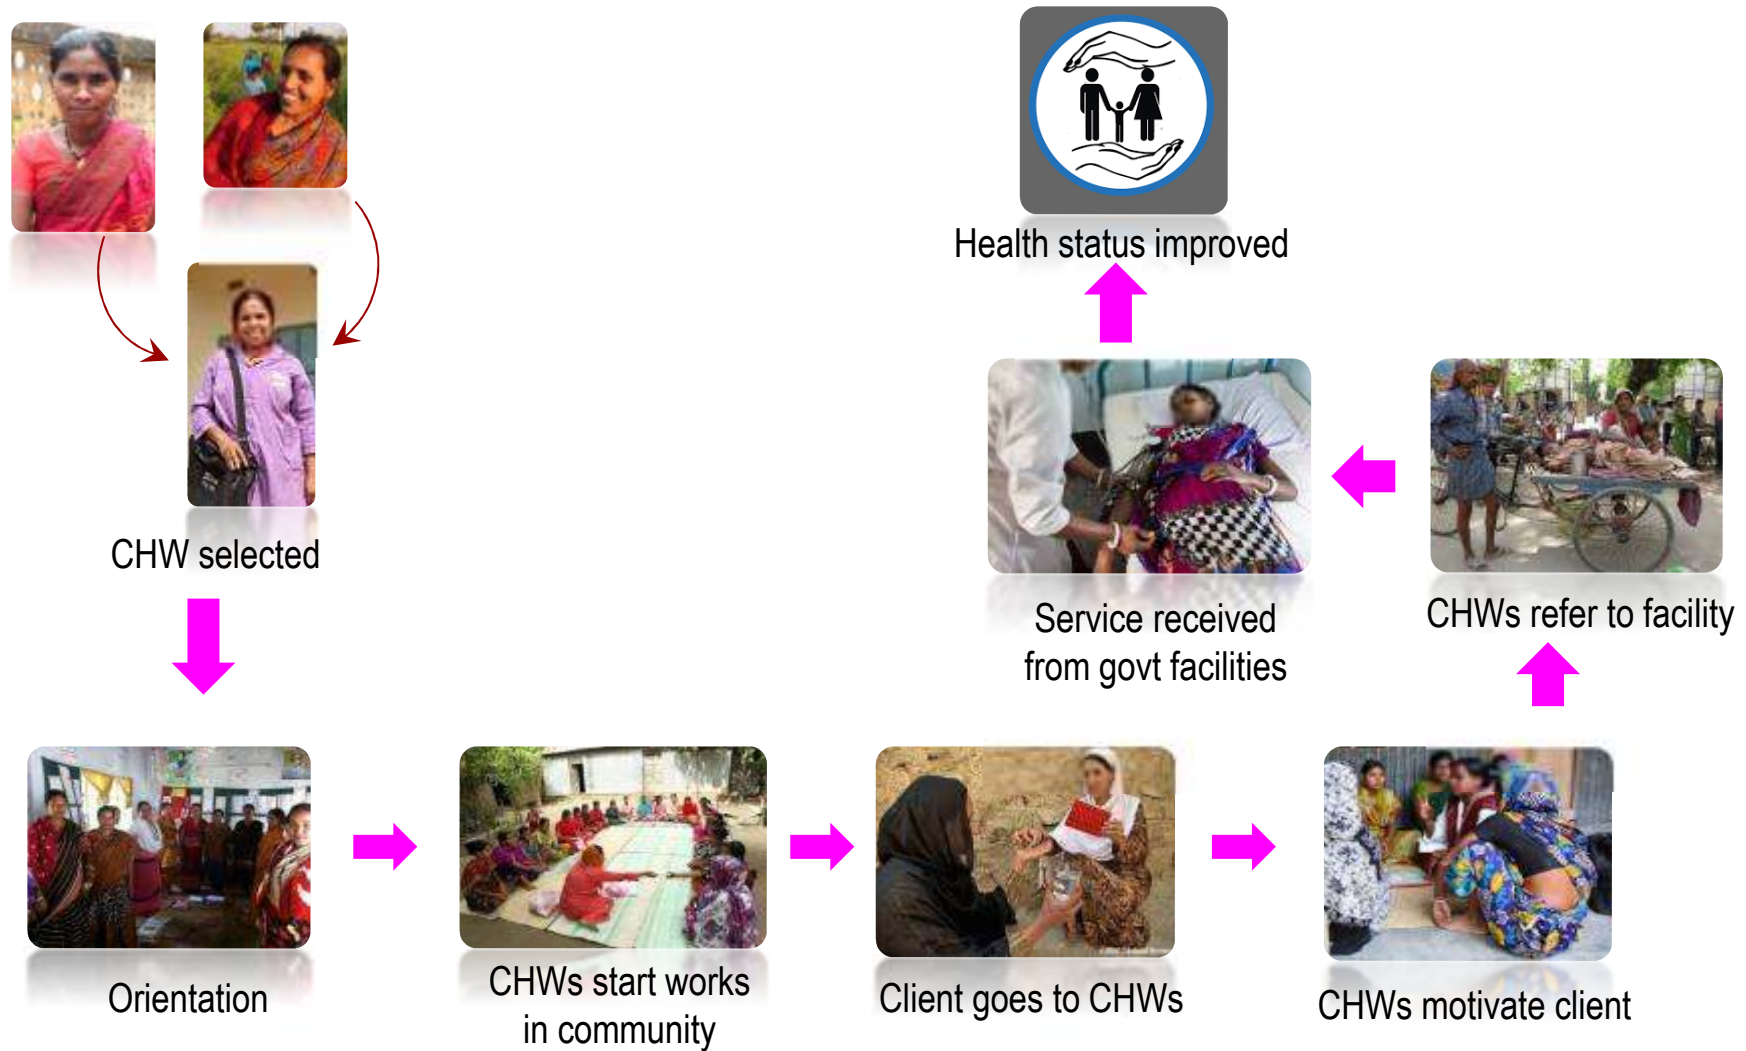 CHW selected
Orientation
CHWs start works
in community
Client goes to CHWs
CHWs motivate client
CHWs refer to facility
Service received
from govt facilities
Health status improved